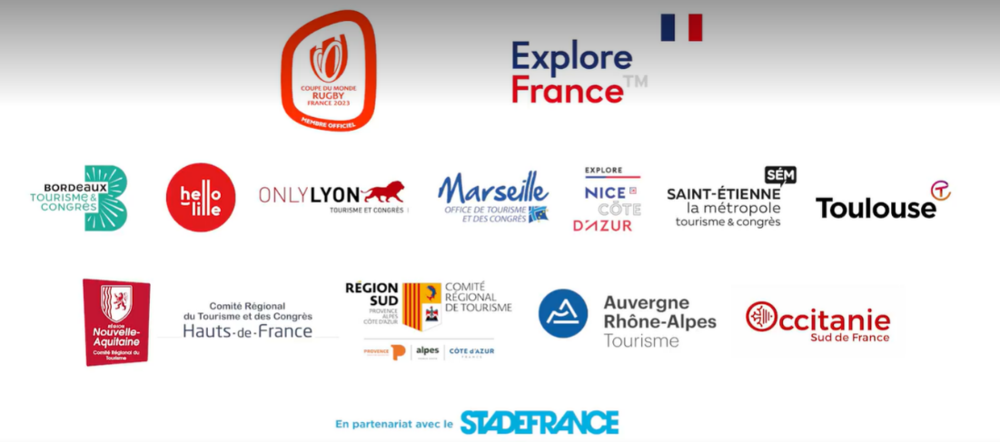 COUPE DU MONDE
RUGBY
FRANCE 2023
MEMBRE OFFICIEL
Explore
France™
BORDEAUX
TOURISME &
CONGRÈS
hello
lille
ONLYLYON
TOURISME ET CONGRÈS
Marseille
OFFICE DE TOURISME
ET DES CONGRÈS
EXPLORE
NICE
CÔTE
D'AZUR
SÉM
SAINT-ÉTIENNE
la métropole
tourisme & congrès
Toulouse
RÉGION
Nouvelle-
Aquitaine
Comité Régional du
Tourisme
Comité Régional
du Tourisme et des Congrès
Hauts-de-France
RÉGION
SUD
PROVENCE
ALPES
CÔTE D'AZUR
COMITÉ
RÉGIONAL
DE TOURISME
PROVENCE
alpes
CÔTE d'AZUR
FRANCE
Auvergne
Rhône-Alpes
Tourisme
Occitanie
Sud de France
En partenariat avec le STADEFRANCE